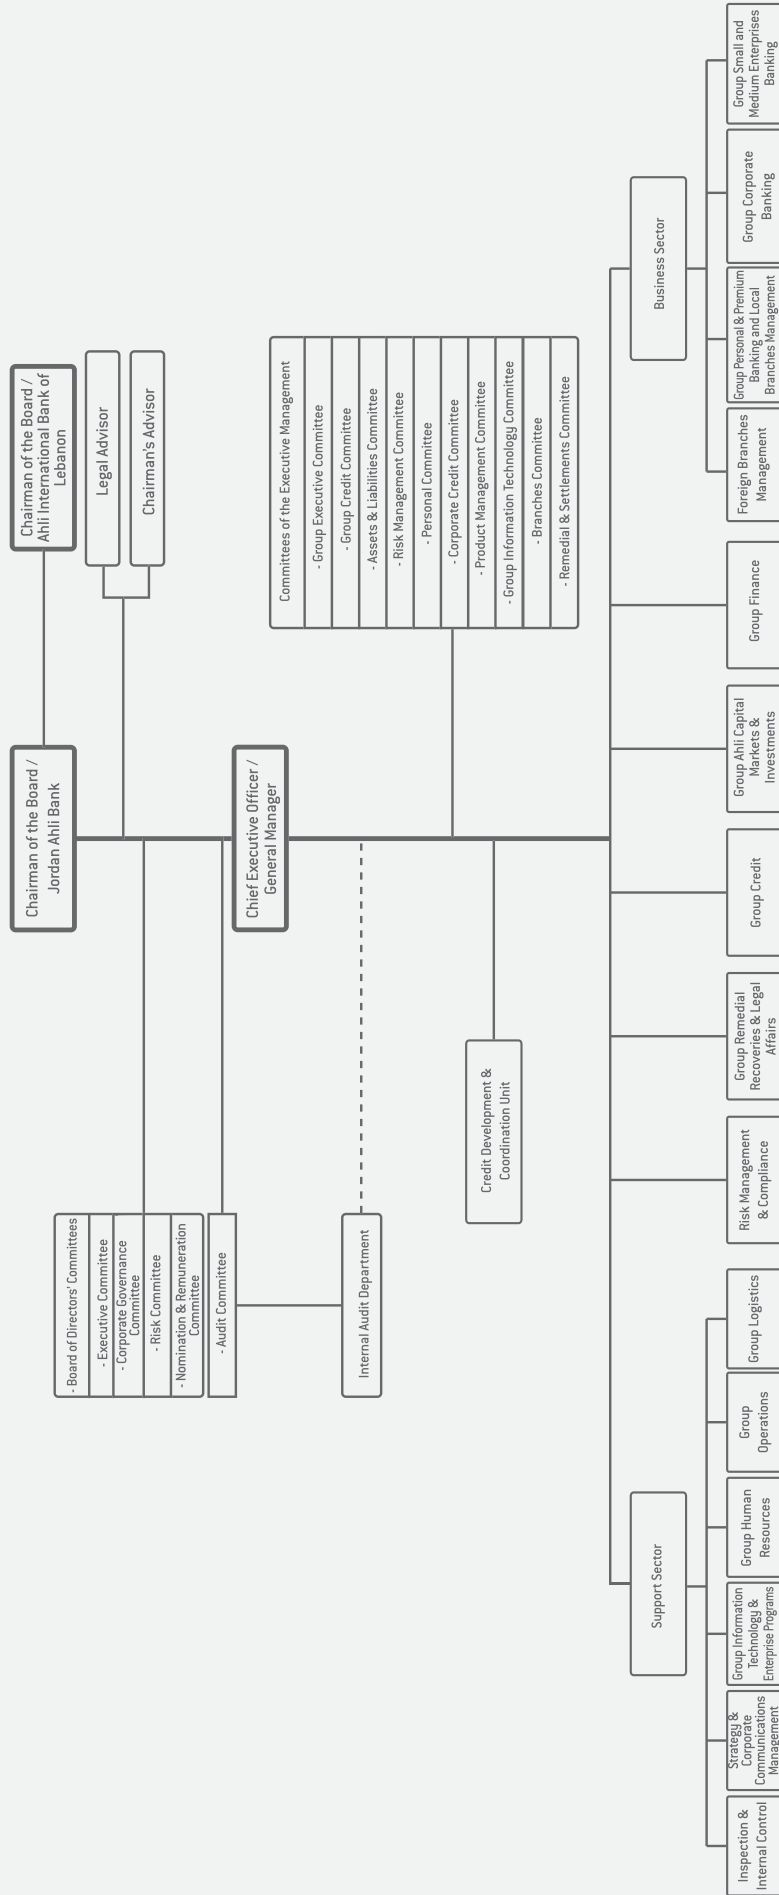 Chairman of the Board /
Jordan Ahli Bank
Chairman of the Board /
Ahli International Bank of
Lebanon
Legal Advisor
Chairman's Advisor
- Board of Directors' Committees
- Executive Committee
- Corporate Governance
Committee
- Risk Committee
- Nomination & Remuneration
Committee
- Audit Committee
Chief Executive Officer /
General Manager
Internal Audit Department
Committees of the Executive Management
- Group Executive Committee
- Group Credit Committee
- Assets & Liabilities Committee
- Risk Management Committee
- Personal Committee
- Corporate Credit Committee
- Product Management Committee
- Group Information Technology Committee
- Branches Committee
- Remedial & Settlements Committee
Credit Development &
Coordination Unit
Support Sector
Business Sector
Inspection &
Internal Control
Strategy &
Corporate
Communications
Management
Group Information
Technology &
Enterprise Programs
Group Human
Resources
Group
Operations
Group Logistics
Risk Management
& Compliance
Group Remedial
Recoveries & Legal
Affairs
Group Credit
Group Ahli Capital
Markets &
Investments
Group Finance
Foreign Branches
Management
Group Personal & Premium
Banking and Local
Branches Management
Group Corporate
Banking
Group Small and
Medium Enterprises
Banking